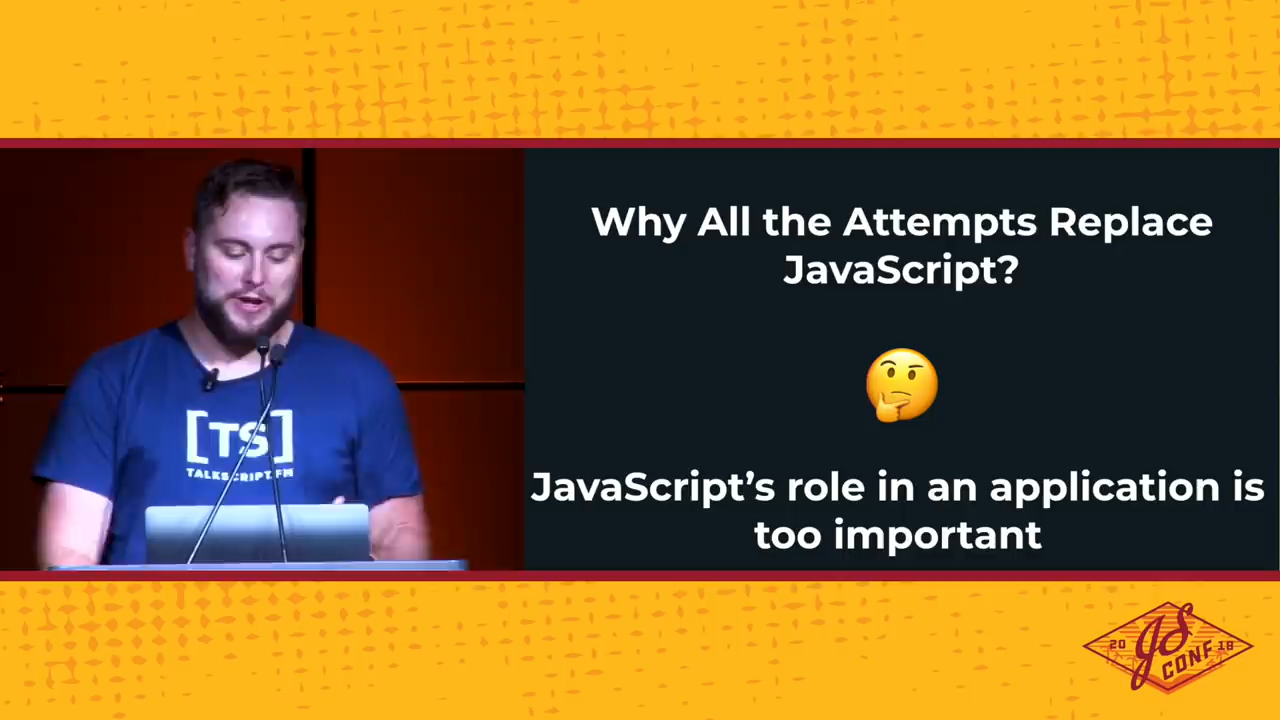 Why All the Attempts Replace
JavaScript?
JavaScript's role in an application is
too important
[TS]
TALKSCRIPT.FM
20 JS 18
CONF